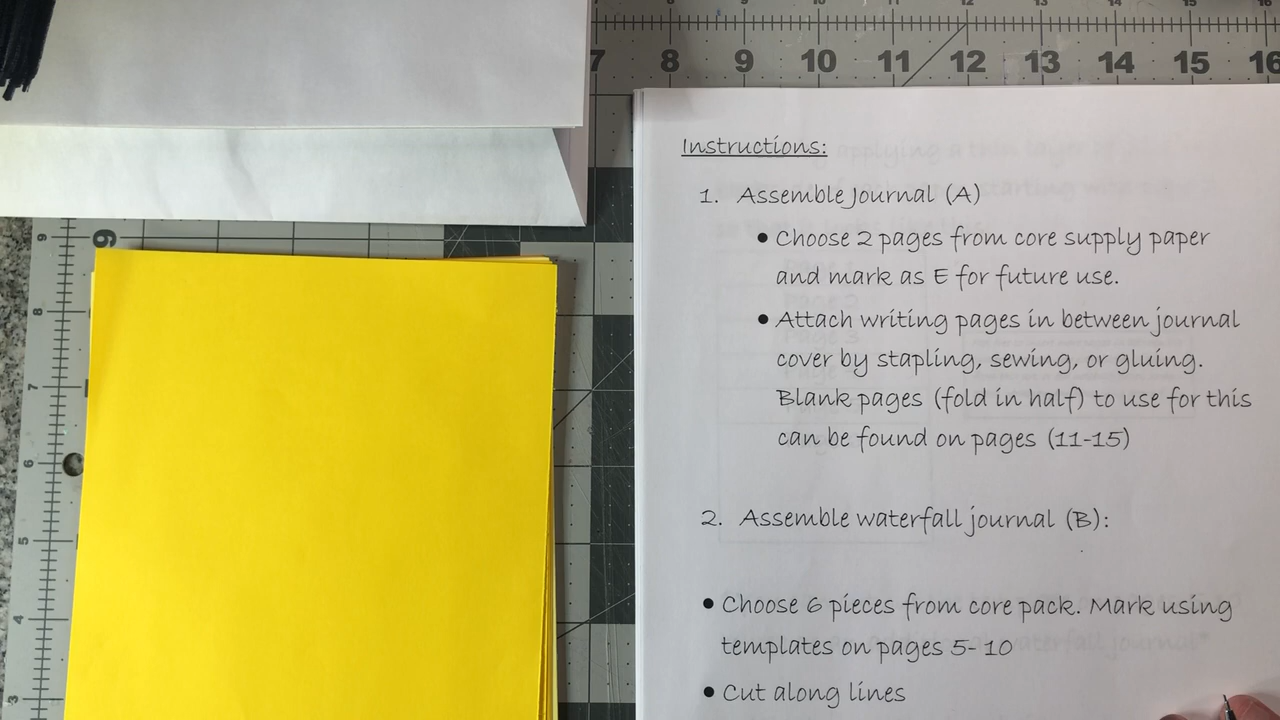 7 8 9 10 11 12 13 14 15 16
Instructions:
1. Assemble Journal (A)
• Choose 2 pages from core supply paper
and mark as E for future use.
• Attach writing pages in between journal
cover by stapling, sewing, or gluing.
Blank pages (fold in half) to use for this
can be found on pages (11-15)
2. Assemble waterfall journal (B):
• Choose 6 pieces from core pack. Mark using
templates on pages 5- 10
• Cut along lines
9
8
7
6
5
4
3